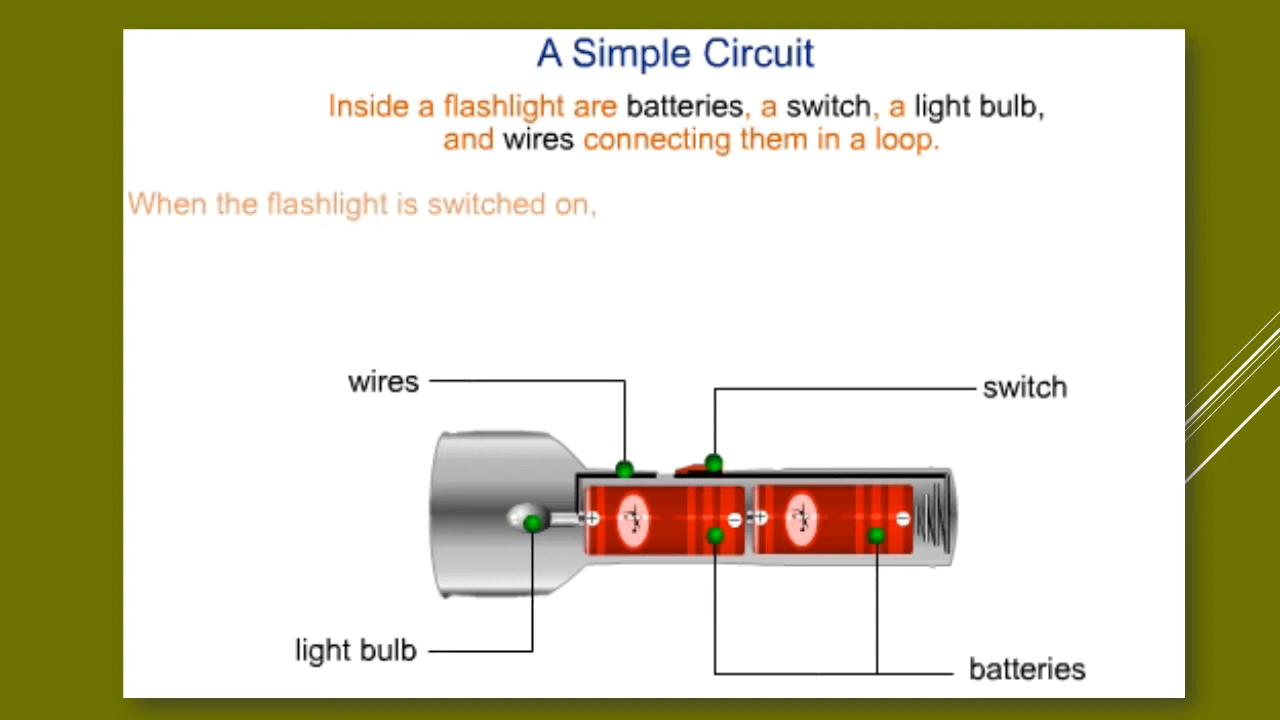 A Simple Circuit
Inside a flashlight are batteries, a switch, a light bulb,
and wires connecting them in a loop.
When the flashlight is switched on,
wires
switch
+
−
+
−
light bulb
batteries